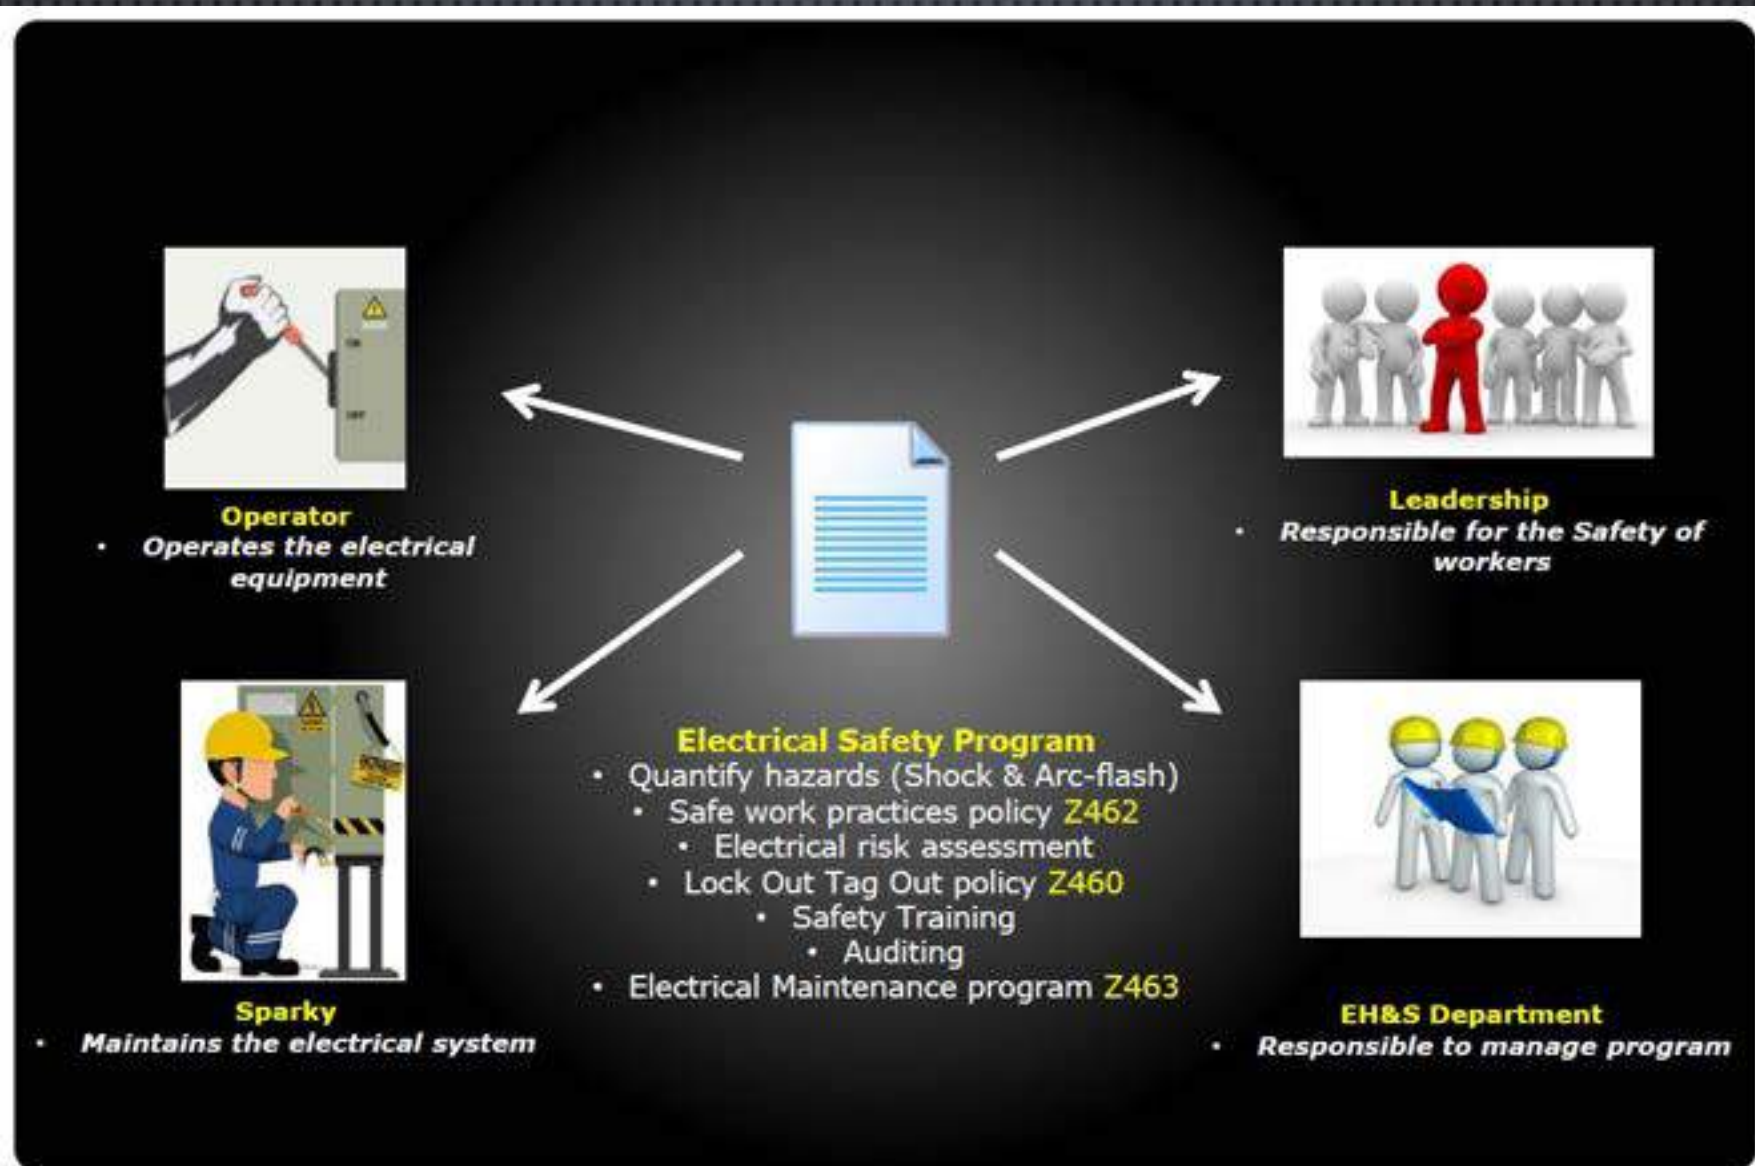 Operator
• Operates the electrical
equipment
Leadership
• Responsible for the Safety of
workers
Electrical Safety Program
• Quantify hazards (Shock & Arc-flash)
• Safe work practices policy Z462
• Electrical risk assessment
• Lock Out Tag Out policy Z460
• Safety Training
• Auditing
• Electrical Maintenance program Z463
Sparky
• Maintains the electrical system
EH&S Department
• Responsible to manage program